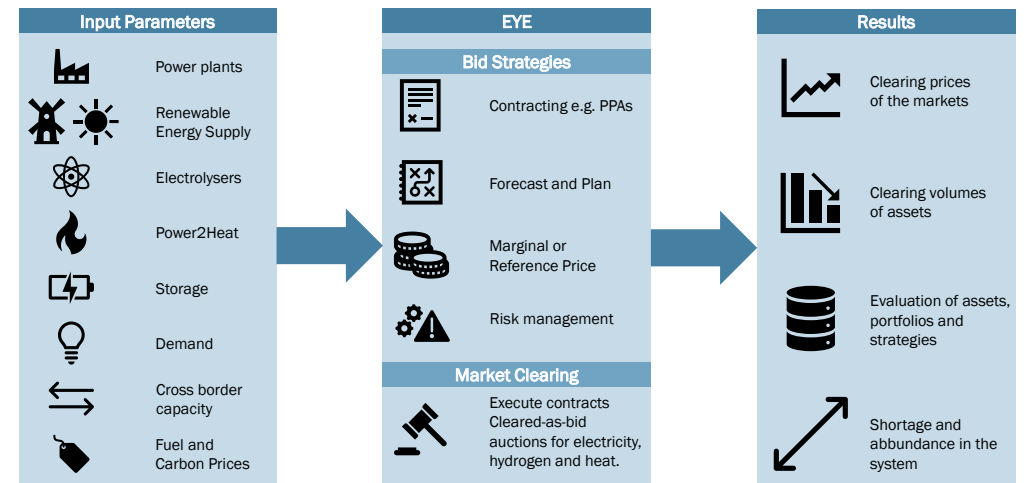 Input Parameters
Power plants
Renewable
Energy Supply
Electrolysers
Power2Heat
Storage
Demand
Cross border
capacity
Fuel and
Carbon Prices
EYE
Bid Strategies
Contracting e.g. PPAs
Forecast and Plan
Marginal or
Reference Price
Risk management
Market Clearing
Execute contracts
Cleared-as-bid
auctions for electricity,
hydrogen and heat.
Results
Clearing prices
of the markets
Clearing volumes
of assets
Evaluation of assets,
portfolios and
strategies
Shortage and
abbundance in the
system